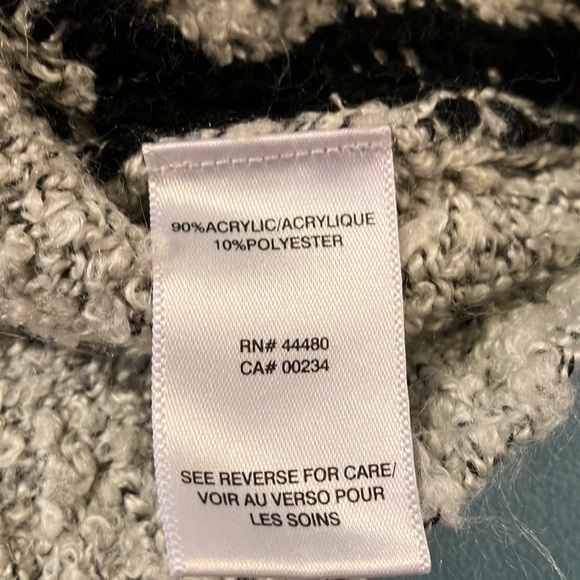 90%ACRYLIC/ACRYLIQUE
10%POLYESTER
RN# 44480
CA# 00234
SEE REVERSE FOR CARE/
VOIR AU VERSO POUR
LES SOINS